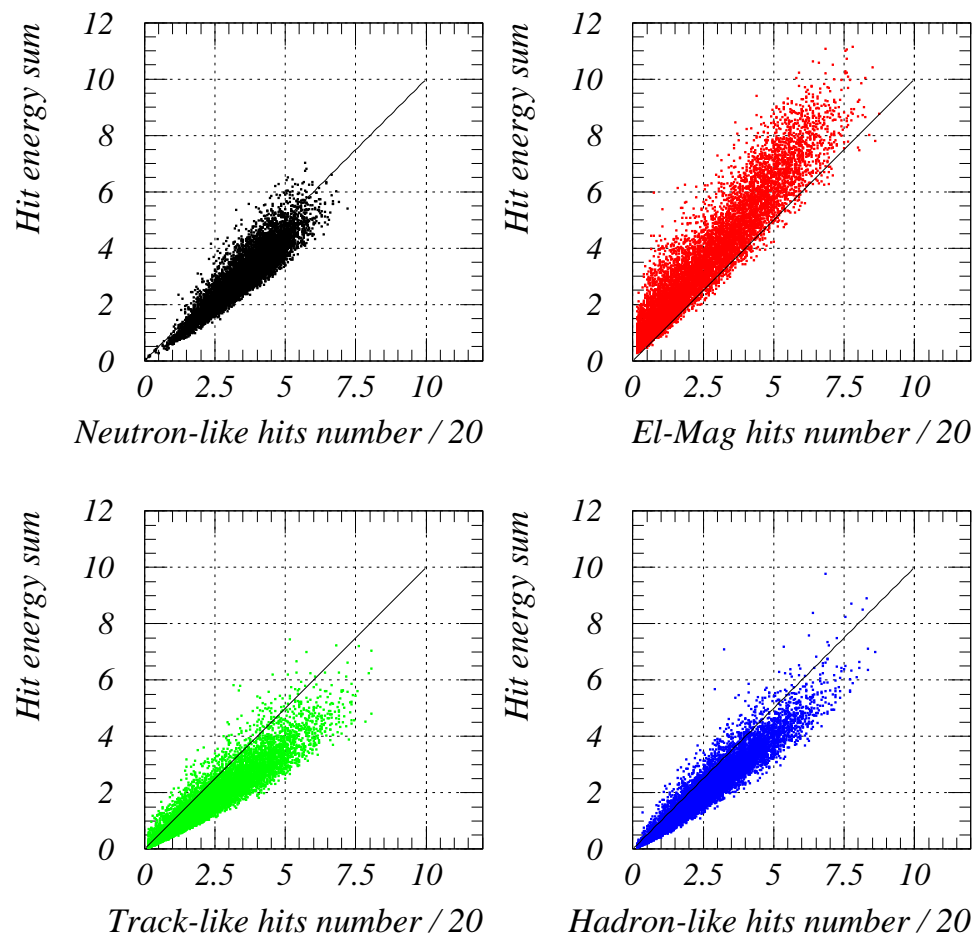 Hit energy sum
12
10
8
6
4
2
0
0 2.5 5 7.5 10
Neutron-like hits number / 20
Hit energy sum
12
10
8
6
4
2
0
0 2.5 5 7.5 10
El-Mag hits number / 20
Hit energy sum
12
10
8
6
4
2
0
0 2.5 5 7.5 10
Track-like hits number / 20
Hit energy sum
12
10
8
6
4
2
0
0 2.5 5 7.5 10
Hadron-like hits number / 20